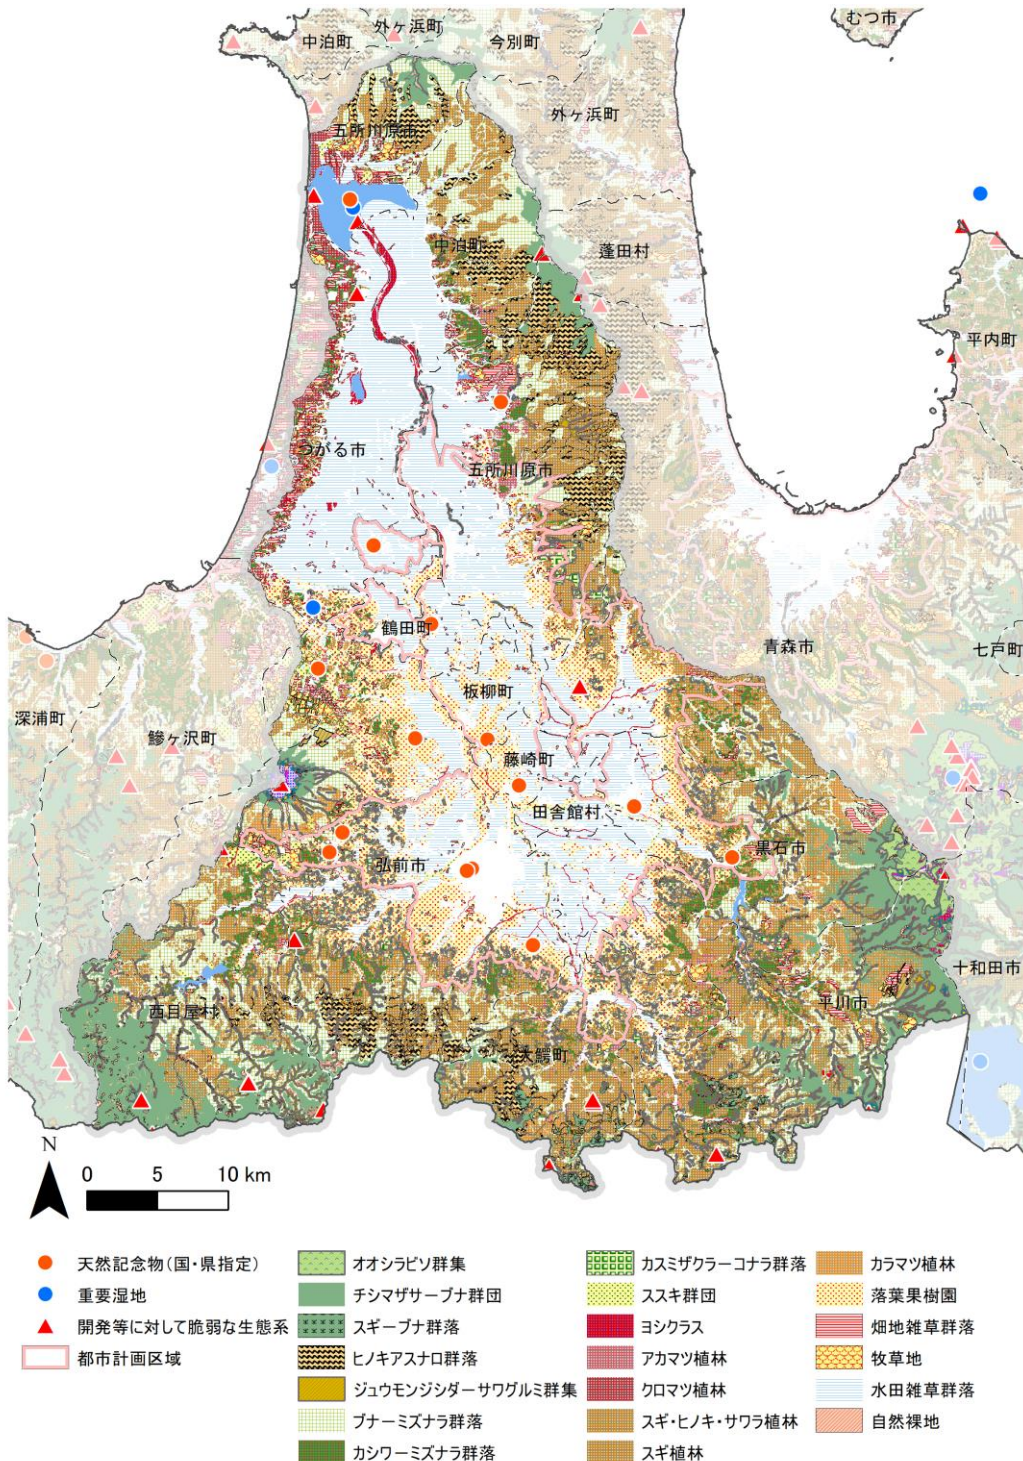 むつ市
外ヶ浜町
中泊町
今別町
外ヶ浜町
五所川原市
中泊町
蓬田村
平内町
つがる市
五所川原市
鶴田町
青森市
七戸町
板柳町
深浦町
鰺ヶ沢町
藤崎町
田舎館村
黒石市
弘前市
十和田市
西目屋村
平川市
大鰐町
N
0 5 10 km
天然記念物(国・県指定)
重要湿地
開発等に対して脆弱な生態系
都市計画区域
オオシラビソ群集
チシマザサーブナ群団
スギーブナ群落
ヒノキアスナロ群落
ジュウモンジシダーサワグルミ群集
ブナーミズナラ群落
カシワーミズナラ群落
カスミザクラーコナラ群落
ススキ群団
ヨシクラス
アカマツ植林
クロマツ植林
スギ・ヒノキ・サワラ植林
スギ植林
カラマツ植林
落葉果樹園
畑地雑草群落
牧草地
水田雑草群落
自然裸地